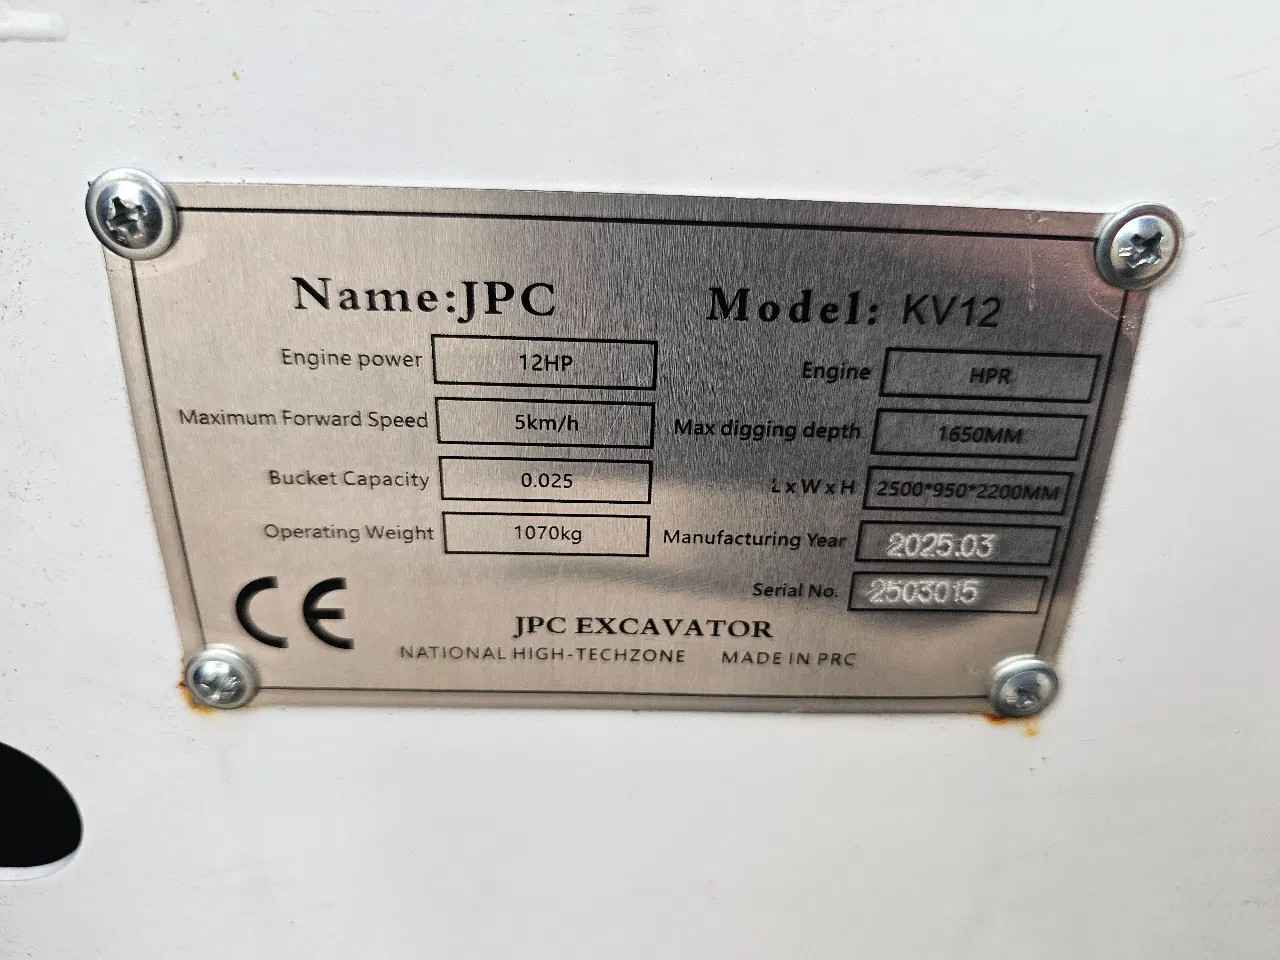 Name:JPC Model: KV12
Engine power 12HP Engine HPR
Maximum Forward Speed 5km/h Max digging depth 1650MM
Bucket Capacity 0.025 LxWxH 2500*950*2200MM
Operating Weight 1070kg Manufacturing Year 2025.03
Serial No. 2503015
CE JPC EXCAVATOR
NATIONAL HIGH-TECHZONE MADE IN PRC